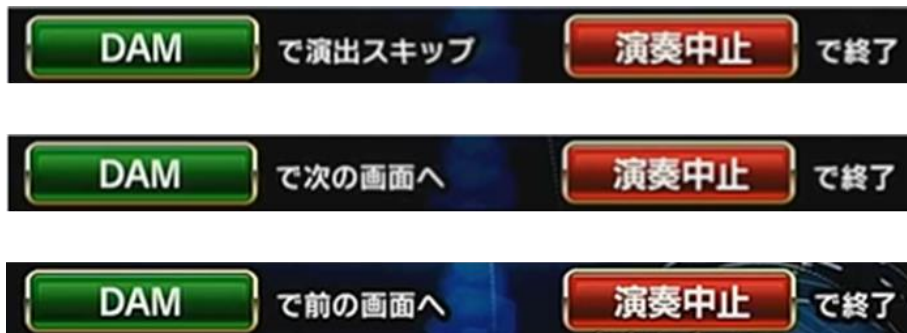 DAM で演出スキップ 演奏中止 で終了
DAM で次の画面へ 演奏中止 で終了
DAM で前の画面へ 演奏中止 で終了